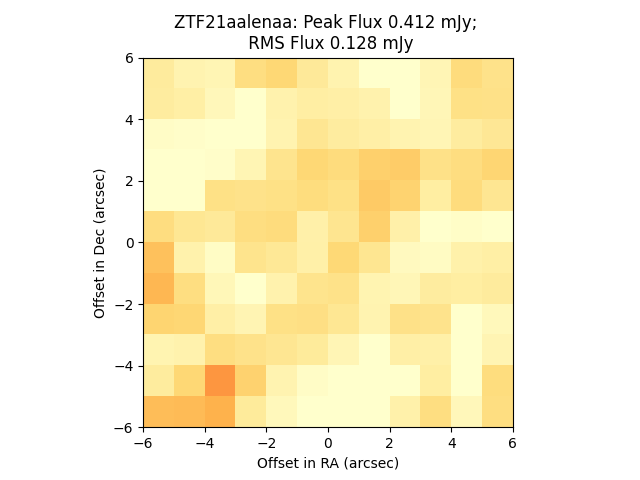 ZTF21aalenaa: Peak Flux 0.412 mJy;
RMS Flux 0.128 mJy
6
4
2
0
−2
−4
−6
Offset in Dec (arcsec)
−6 −4 −2 0 2 4 6
Offset in RA (arcsec)